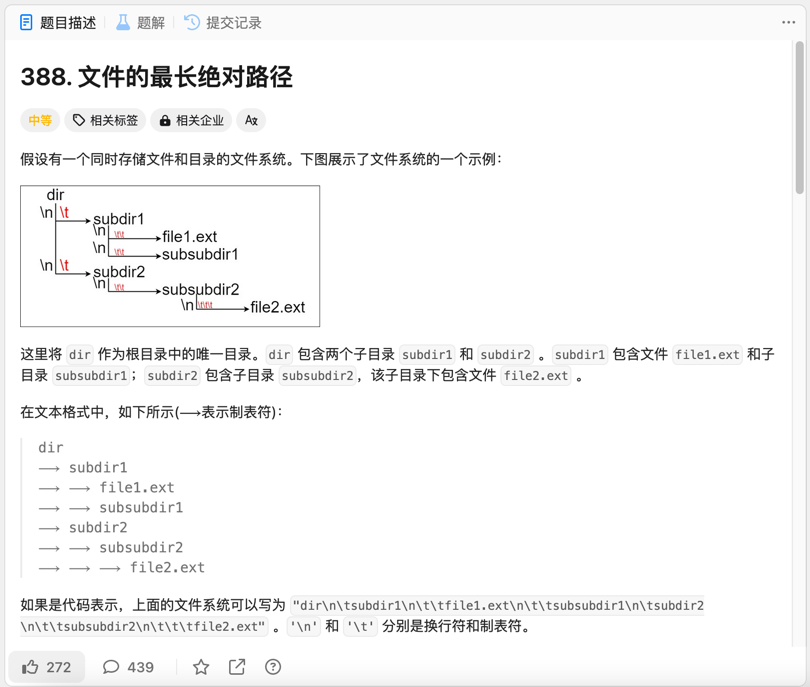 题目描述 题解 提交记录
388. 文件的最长绝对路径
中等 相关标签 相关企业 Aあ
假设有一个同时存储文件和目录的文件系统。下图展示了文件系统的一个示例：
dir
\n \t subdir1
\n \t\t file1.ext
\n \t\t subsubdir1
\n \t subdir2
\n \t\t subsubdir2
\n \t\t\t file2.ext
这里将 dir 作为根目录中的唯一目录。dir 包含两个子目录 subdir1 和 subdir2 。subdir1 包含文件 file1.ext 和子
目录 subsubdir1；subdir2 包含子目录 subsubdir2，该子目录下包含文件 file2.ext 。
在文本格式中，如下所示(⟶表示制表符)：
dir
⟶ subdir1
⟶ ⟶ file1.ext
⟶ ⟶ subsubdir1
⟶ subdir2
⟶ ⟶ subsubdir2
⟶ ⟶ ⟶ file2.ext
如果是代码表示，上面的文件系统可以写为 "dir\n\tsubdir1\n\t\tfile1.ext\n\t\tsubsubdir1\n\tsubdir2
\n\t\tsubsubdir2\n\t\t\tfile2.ext" 。'\n' 和 '\t' 分别是换行符和制表符。
272 439